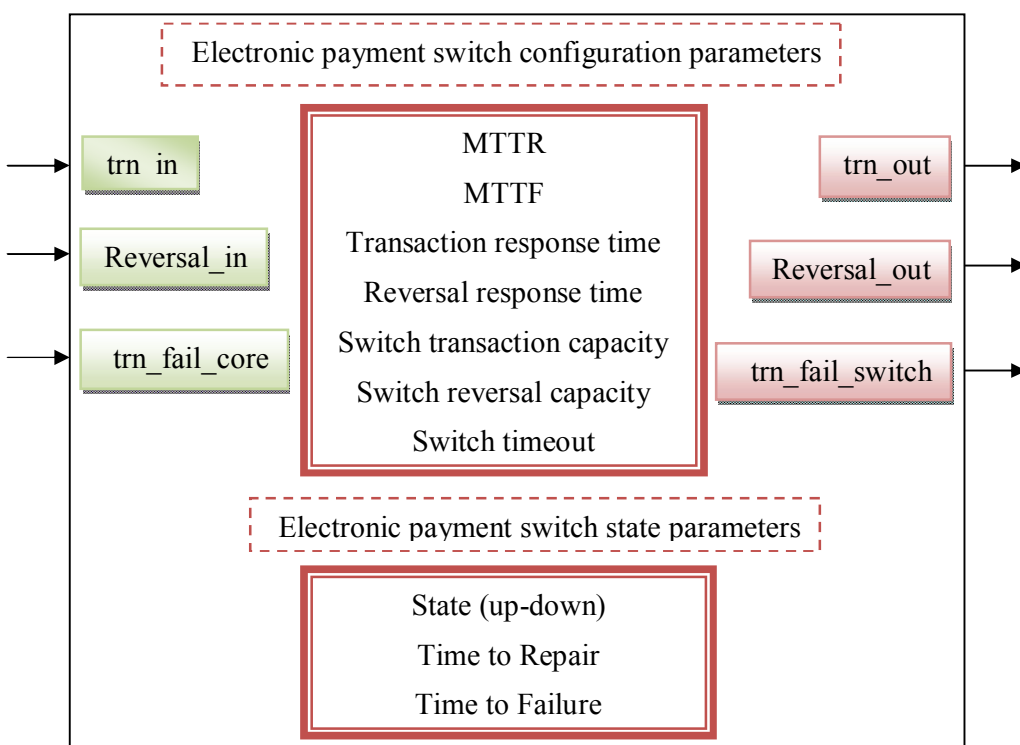 Electronic payment switch configuration parameters
trn in
Reversal_in
trn_fail_core
MTTR
MTTF
Transaction response time
Reversal response time
Switch transaction capacity
Switch reversal capacity
Switch timeout
trn_out
Reversal_out
trn_fail_switch
Electronic payment switch state parameters
State (up-down)
Time to Repair
Time to Failure